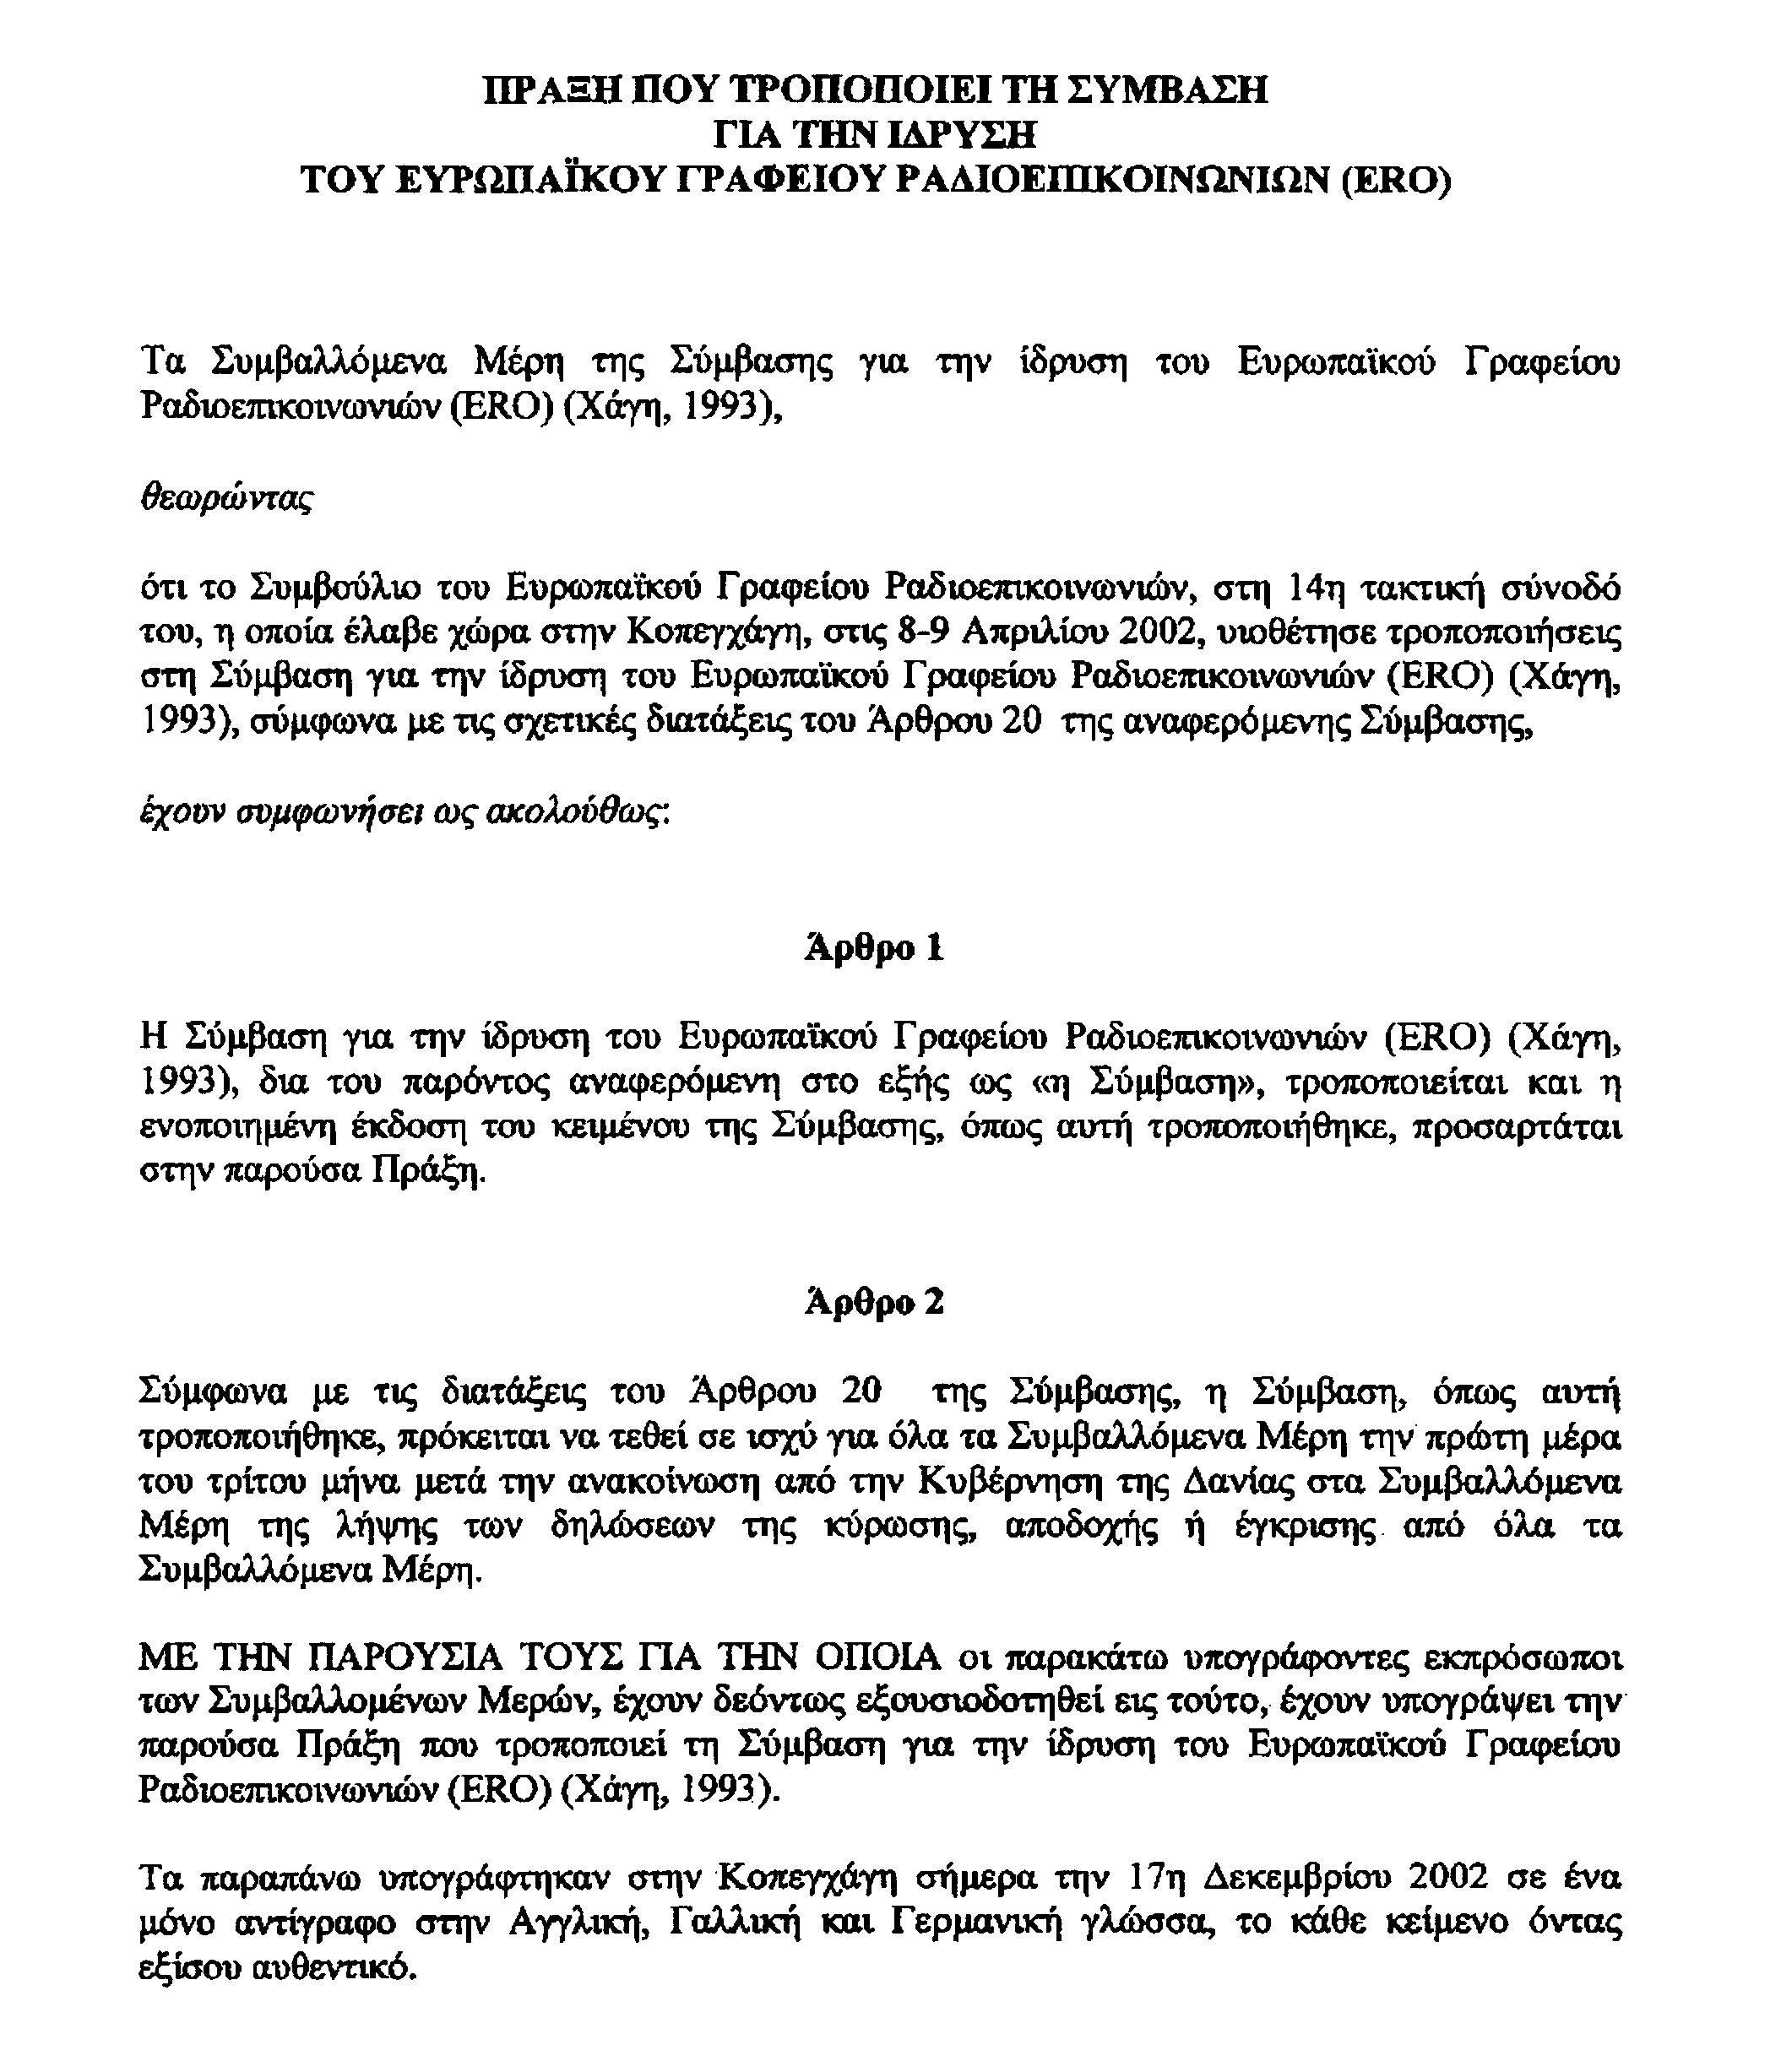 ΠΡΑΞΗ ΠΟΥ ΤΡΟΠΟΠΟΙΕΙ ΤΗ ΣΥΜΒΑΣΗ
ΓΙΑ ΤΗΝ ΙΔΡΥΣΗ
ΤΟΥ ΕΥΡΩΠΑΪΚΟΥ ΓΡΑΦΕΙΟΥ ΡΑΔΙΟΕΠΙΚΟΙΝΩΝΙΩΝ (ERO)
Τα Συμβαλλόμενα Μέρη της Σύμβασης για την ίδρυση του Ευρωπαϊκού Γραφείου
Ραδιοεπικοινωνιών (ERO) (Χάγη, 1993),
θεωρώντας
ότι το Συμβούλιο του Ευρωπαϊκού Γραφείου Ραδιοεπικοινωνιών, στη 14η τακτική σύνοδό
του, η οποία έλαβε χώρα στην Κοπεγχάγη, στις 8-9 Απριλίου 2002, υιοθέτησε τροποποιήσεις
στη Σύμβαση για την ίδρυση του Ευρωπαϊκού Γραφείου Ραδιοεπικοινωνιών (ERO) (Χάγη,
1993), σύμφωνα με τις σχετικές διατάξεις του Άρθρου 20 της αναφερόμενης Σύμβασης,
έχουν συμφωνήσει ως ακολούθως:
Άρθρο 1
Η Σύμβαση για την ίδρυση του Ευρωπαϊκού Γραφείου Ραδιοεπικοινωνιών (ERO) (Χάγη,
1993), δια του παρόντος αναφερόμενη στο εξής ως «η Σύμβαση», τροποποιείται και η
ενοποιημένη έκδοση του κειμένου της Σύμβασης, όπως αυτή τροποποιήθηκε, προσαρτάται
στην παρούσα Πράξη.
Άρθρο 2
Σύμφωνα με τις διατάξεις του Άρθρου 20 της Σύμβασης, η Σύμβαση, όπως αυτή
τροποποιήθηκε, πρόκειται να τεθεί σε ισχύ για όλα τα Συμβαλλόμενα Μέρη την πρώτη μέρα
του τρίτου μήνα μετά την ανακοίνωση από την Κυβέρνηση της Δανίας στα Συμβαλλόμενα
Μέρη της λήψης των δηλώσεων της κύρωσης, αποδοχής ή έγκρισης από όλα τα
Συμβαλλόμενα Μέρη.
ΜΕ ΤΗΝ ΠΑΡΟΥΣΙΑ ΤΟΥΣ ΓΙΑ ΤΗΝ ΟΠΟΙΑ οι παρακάτω υπογράφοντες εκπρόσωποι
των Συμβαλλομένων Μερών, έχουν δεόντως εξουσιοδοτηθεί εις τούτο, έχουν υπογράψει την
παρούσα Πράξη που τροποποιεί τη Σύμβαση για την ίδρυση του Ευρωπαϊκού Γραφείου
Ραδιοεπικοινωνιών (ERO) (Χάγη, 1993).
Τα παραπάνω υπογράφτηκαν στην Κοπεγχάγη σήμερα την 17η Δεκεμβρίου 2002 σε ένα
μόνο αντίγραφο στην Αγγλική, Γαλλική και Γερμανική γλώσσα, το κάθε κείμενο όντας
εξίσου αυθεντικό.